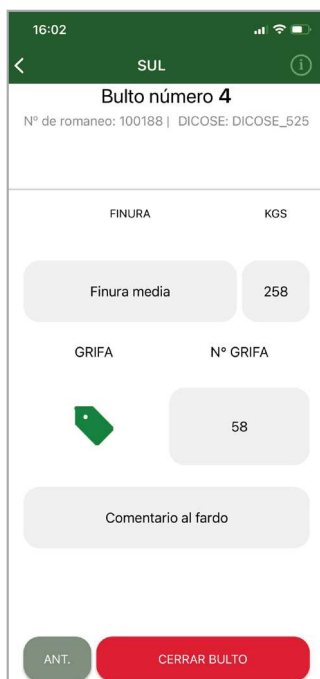 16:02
SUL
Bulto número 4
Nº de romaneo: 100188 | DICOSE: DICOSE_525
FINURA KGS
Finura media 258
GRIFA Nº GRIFA
58
Comentario al fardo
ANT. CERRAR BULTO